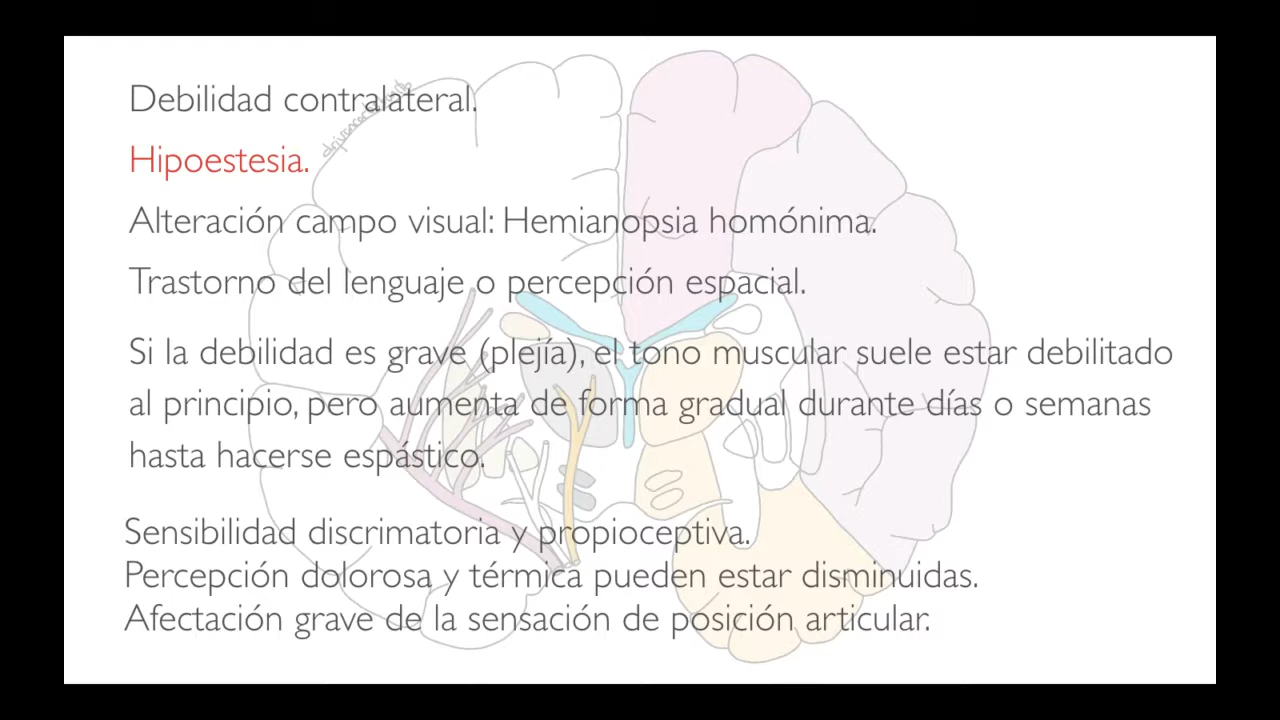 Debilidad contralateral.
Hipoestesia.
Alteración campo visual: Hemianopsia homónima.
Trastorno del lenguaje o percepción espacial.
Si la debilidad es grave (plejía), el tono muscular suele estar debilitado
al principio, pero aumenta de forma gradual durante días o semanas
hasta hacerse espástico.
Sensibilidad discrimatoria y propioceptiva.
Percepción dolorosa y térmica pueden estar disminuidas.
Afectación grave de la sensación de posición articular.